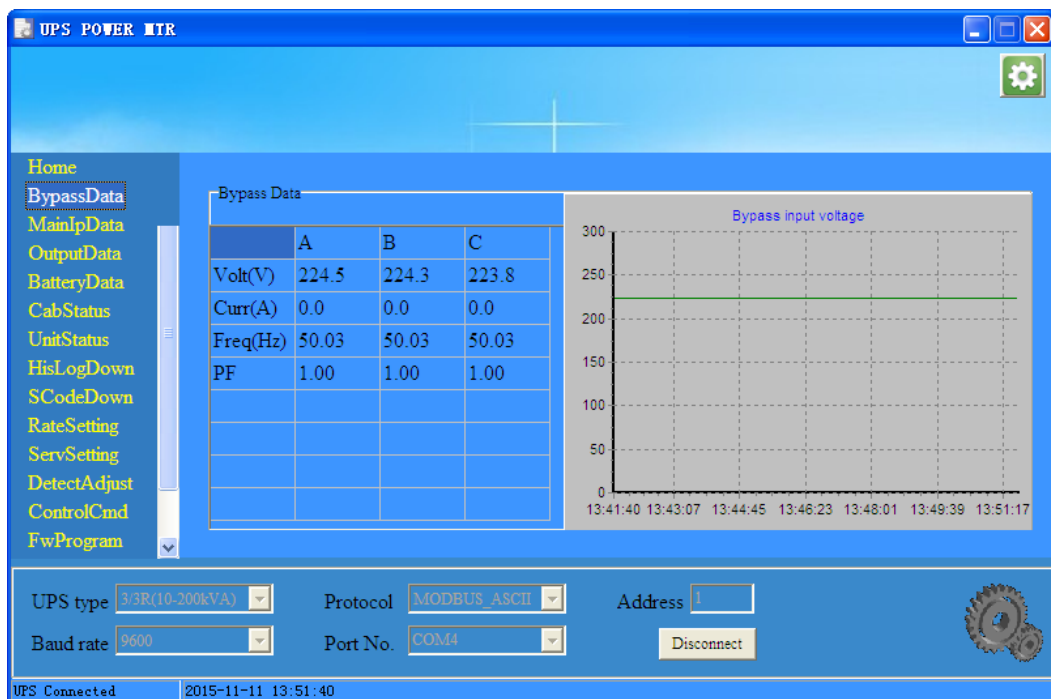 UPS POWER MTR
Home
BypassData
MainIpData
OutputData
BatteryData
CabStatus
UnitStatus
HisLogDown
SCodeDown
RateSetting
ServSetting
DetectAdjust
ControlCmd
FwProgram
Bypass Data
A B C
Volt(V) 224.5 224.3 223.8
Curr(A) 0.0 0.0 0.0
Freq(Hz) 50.03 50.03 50.03
PF 1.00 1.00 1.00
Bypass input voltage
300
250
200
150
100
50
0
13:41:40 13:43:07 13:44:45 13:46:23 13:48:01 13:49:39 13:51:17
UPS type 3/3R(10-200kVA) Protocol MODBUS_ASCII Address 1
Baud rate 9600 Port No. COM4 Disconnect
UPS Connected 2015-11-11 13:51:40